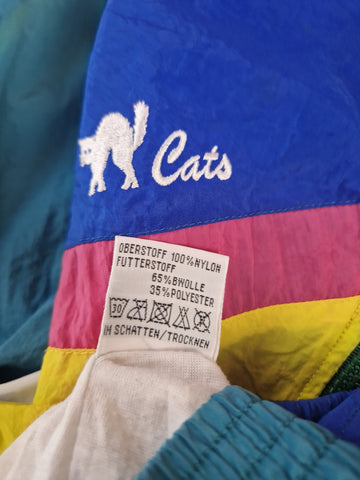 Cats
OBERSTOFF 100%NYLON
FUTTERSTOFF
65%BWOLLE
35%POLYESTER
30
IM SCHATTEN/TROCKNEN